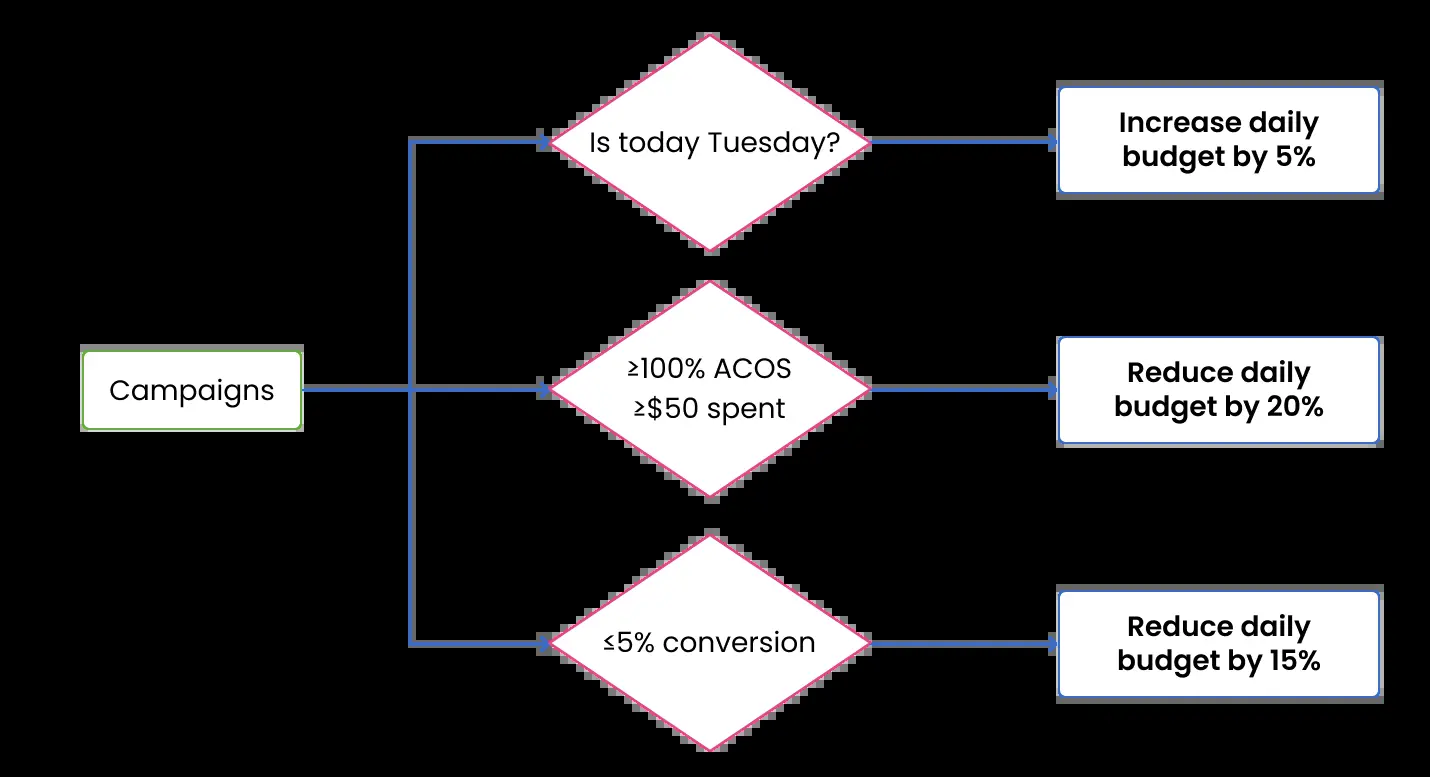 Is today Tuesday?
Increase daily
budget by 5%
Campaigns
≥100% ACOS
≥$50 spent
Reduce daily
budget by 20%
≤5% conversion
Reduce daily
budget by 15%